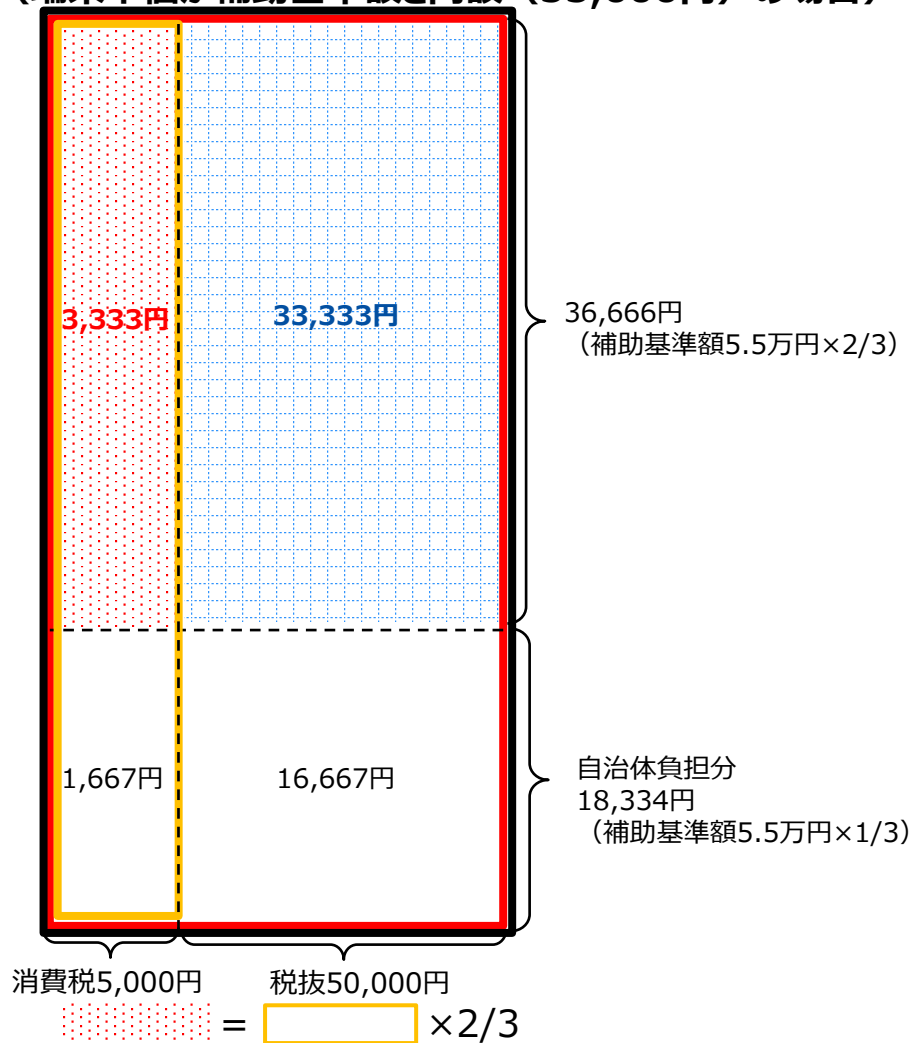 3,333円
33,333円
36,666円
（補助基準額5.5万円×2/3）
1,667円
16,667円
自治体負担分
18,334円
（補助基準額5.5万円×1/3）
消費税5,000円
税抜50,000円
= ×2/3